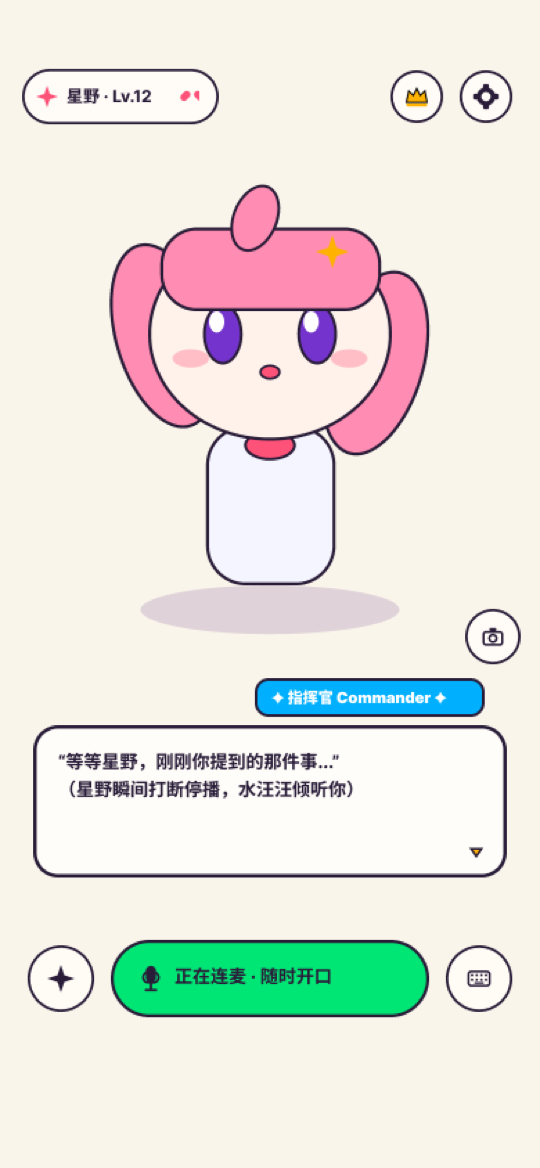 星野 · Lv.12
✦ 指挥官 Commander ✦
“等等星野，刚刚你提到的那件事...”
（星野瞬间打断停播，水汪汪倾听你）
正在连麦 · 随时开口